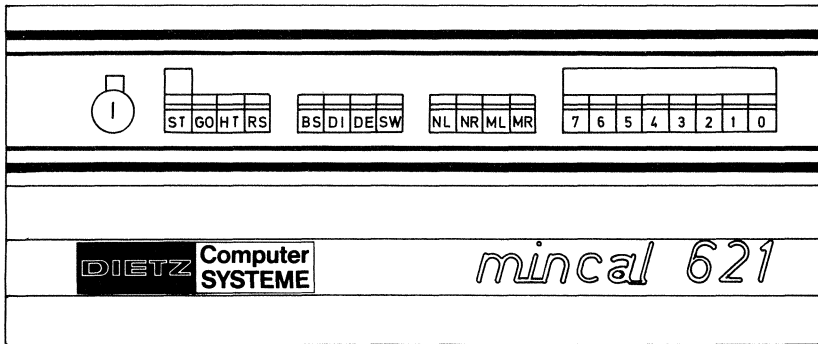 I ST GO HT RS BS DI DE SW NL NR ML MR 7 6 5 4 3 2 1 0
DIETZ Computer SYSTEME mincal 621